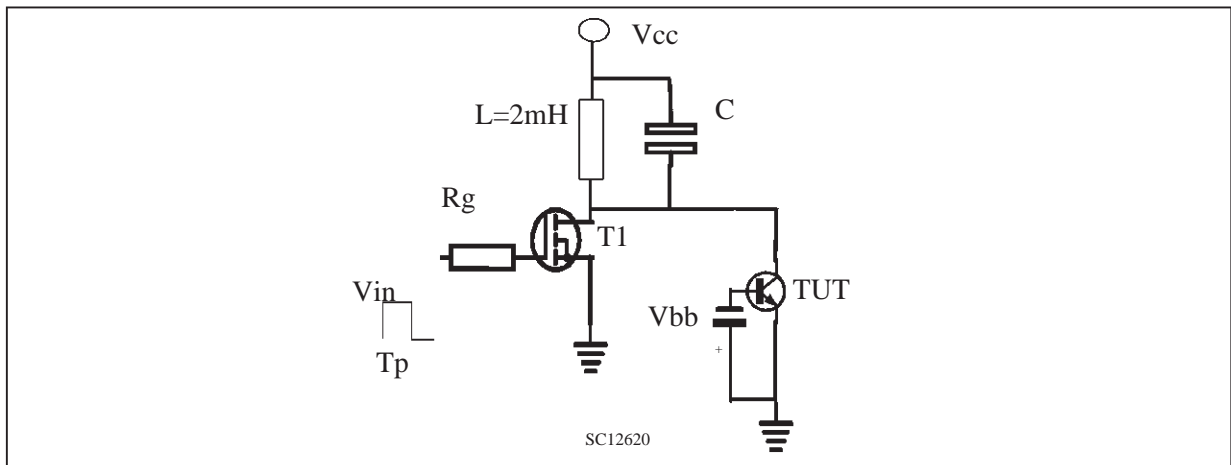 Vcc
L=2mH
C
Rg
T1
Vin
TUT
Vbb
+
Tp
SC12620